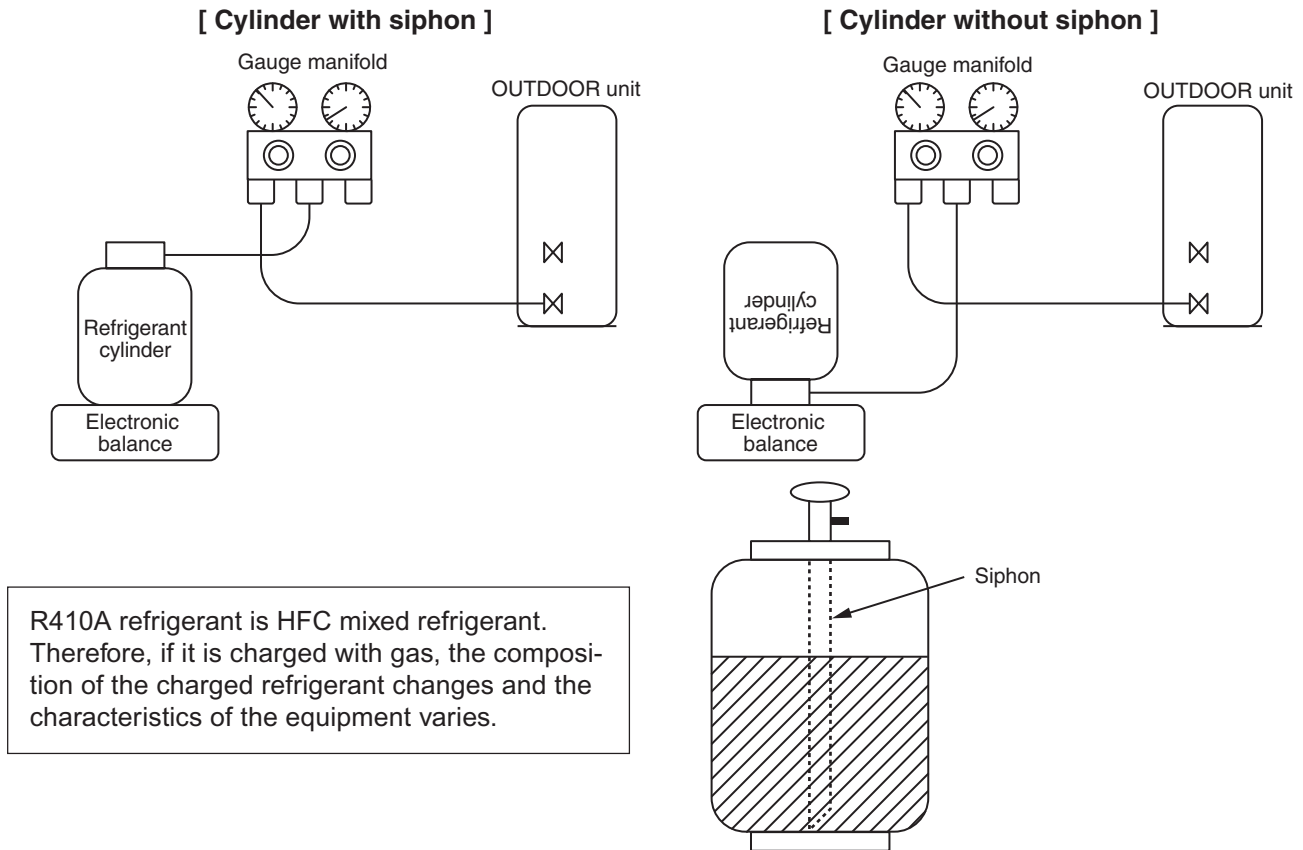 [ Cylinder with siphon ]
Gauge manifold
OUTDOOR unit
Refrigerant
cylinder
Electronic
balance
[ Cylinder without siphon ]
Gauge manifold
OUTDOOR unit
Refrigerant
cylinder
Electronic
balance
Siphon
R410A refrigerant is HFC mixed refrigerant.
Therefore, if it is charged with gas, the composi-
tion of the charged refrigerant changes and the
characteristics of the equipment varies.